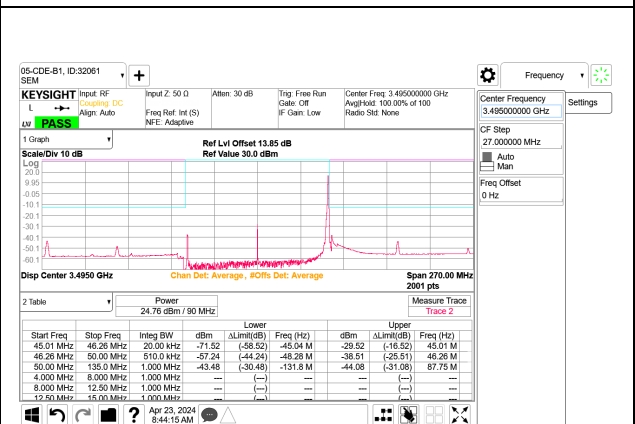 05-CDE-B1, ID:32061
SEM
Frequency
KEYSIGHT
L
LXI PASS
Input: RF
Coupling: DC
Align: Auto
Input Z: 50 Ω
Freq Ref: Int (S)
NFE: Adaptive
Atten: 30 dB
Trig: Free Run
Gate: Off
IF Gain: Low
Center Freq: 3.495000000 GHz
Avg|Hold: 100.00% of 100
Radio Std: None
Center Frequency
3.495000000 GHz
Settings
CF Step
27.000000 MHz
Auto
Man
Freq Offset
0 Hz
1 Graph
Scale/Div 10 dB
Ref Lvl Offset 13.85 dB
Ref Value 30.0 dBm
Log
20.0
9.95
-0.05
-10.1
-20.1
-30.1
-40.1
-50.1
-60.1
Disp Center 3.4950 GHz
Chan Det: Average , #Offs Det: Average
Span 270.00 MHz
2001 pts
2 Table
Power
24.76 dBm / 90 MHz
Measure Trace
Trace 2
Lower Upper
Start Freq Stop Freq Integ BW dBm ΔLimit(dB) Freq (Hz) dBm ΔLimit(dB) Freq (Hz)
45.01 MHz 46.26 MHz 20.00 kHz -71.52 (-58.52) -45.04 M -29.52 (-16.52) 45.01 M
46.26 MHz 50.00 MHz 510.0 kHz -57.24 (-44.24) -48.28 M -38.51 (-25.51) 46.26 M
50.00 MHz 135.0 MHz 1.000 MHz -43.48 (-30.48) -131.8 M -44.08 (-31.08) 87.75 M
4.000 MHz 8.000 MHz 1.000 MHz --- (---) --- --- (---) ---
8.000 MHz 12.50 MHz 1.000 MHz --- (---) --- --- (---) ---
12.50 MHz 15.00 MHz 1.000 MHz --- (---) --- --- (---) ---
Apr 23, 2024
8:44:15 AM